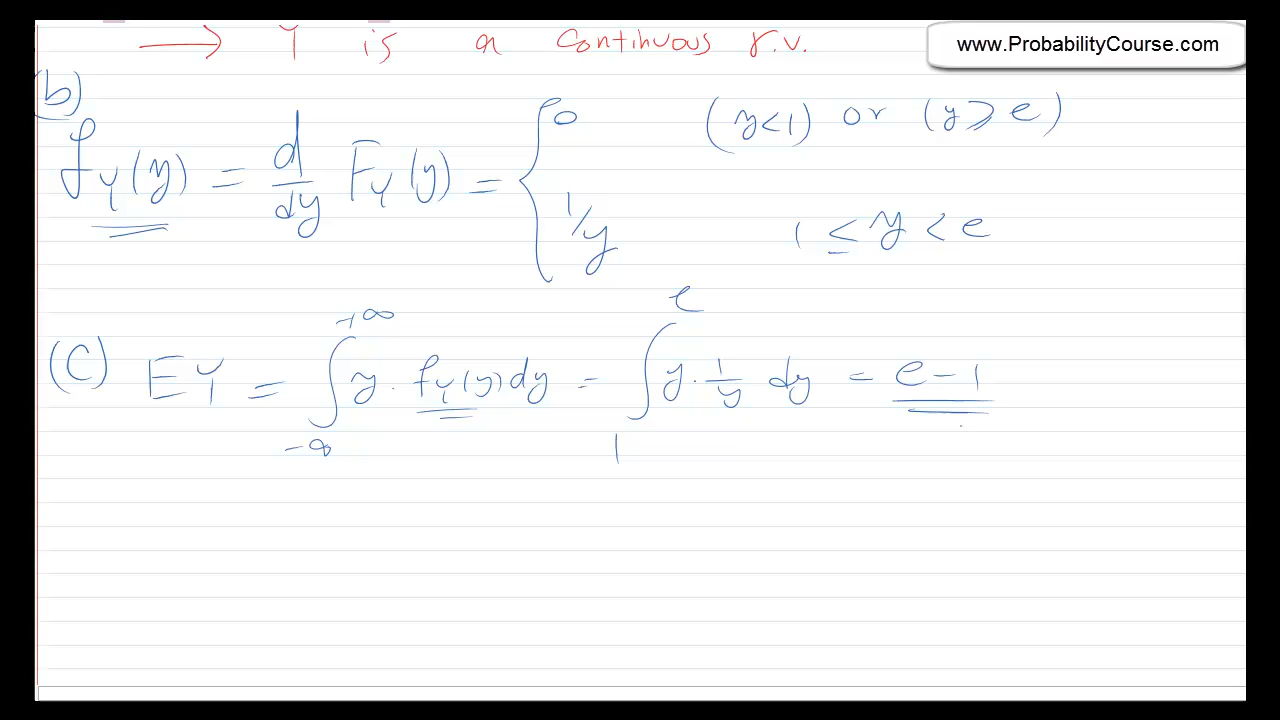 → Y is a continuous r.v.
www.ProbabilityCourse.com
(b)
f_Y(y) = d/dy F_Y(y) = { 0 (y<1) or (y ⩾ e)
1/y 1 ≤ y < e
(C) EY = ∫_{-∞}^{+∞} y · f_Y(y) dy = ∫_1^e y · 1/y dy = e - 1